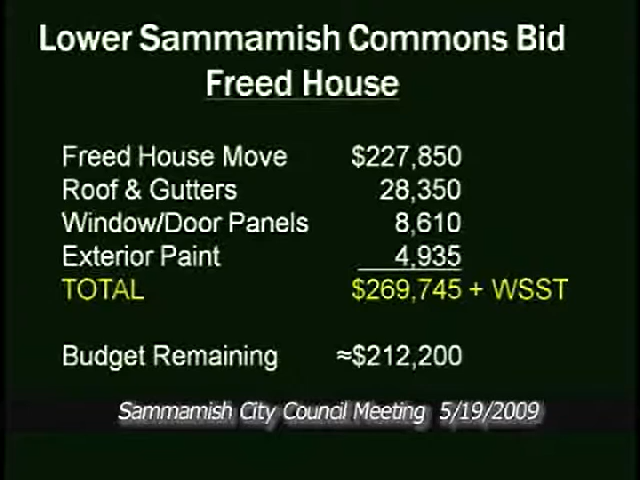 Lower Sammamish Commons Bid
Freed House
Freed House Move $227,850
Roof & Gutters 28,350
Window/Door Panels 8,610
Exterior Paint 4,935
TOTAL $269,745 + WSST
Budget Remaining ≈$212,200
Sammamish City Council Meeting 5/19/2009